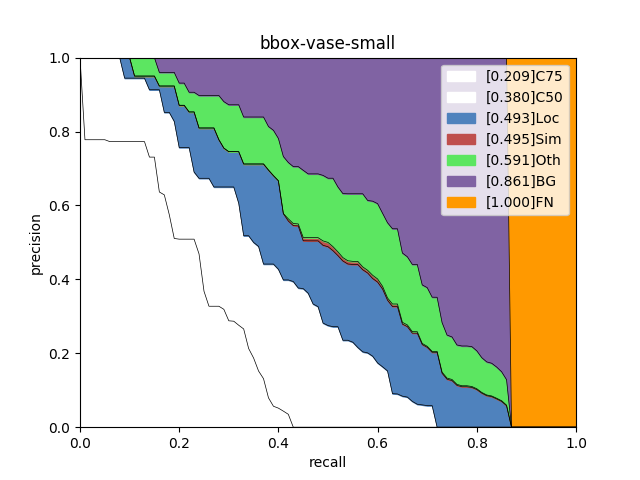 bbox-vase-small
1.0
0.8
0.6
0.4
0.2
0.0
precision
0.0 0.2 0.4 0.6 0.8 1.0
recall
[0.209]C75
[0.380]C50
[0.493]Loc
[0.495]Sim
[0.591]Oth
[0.861]BG
[1.000]FN